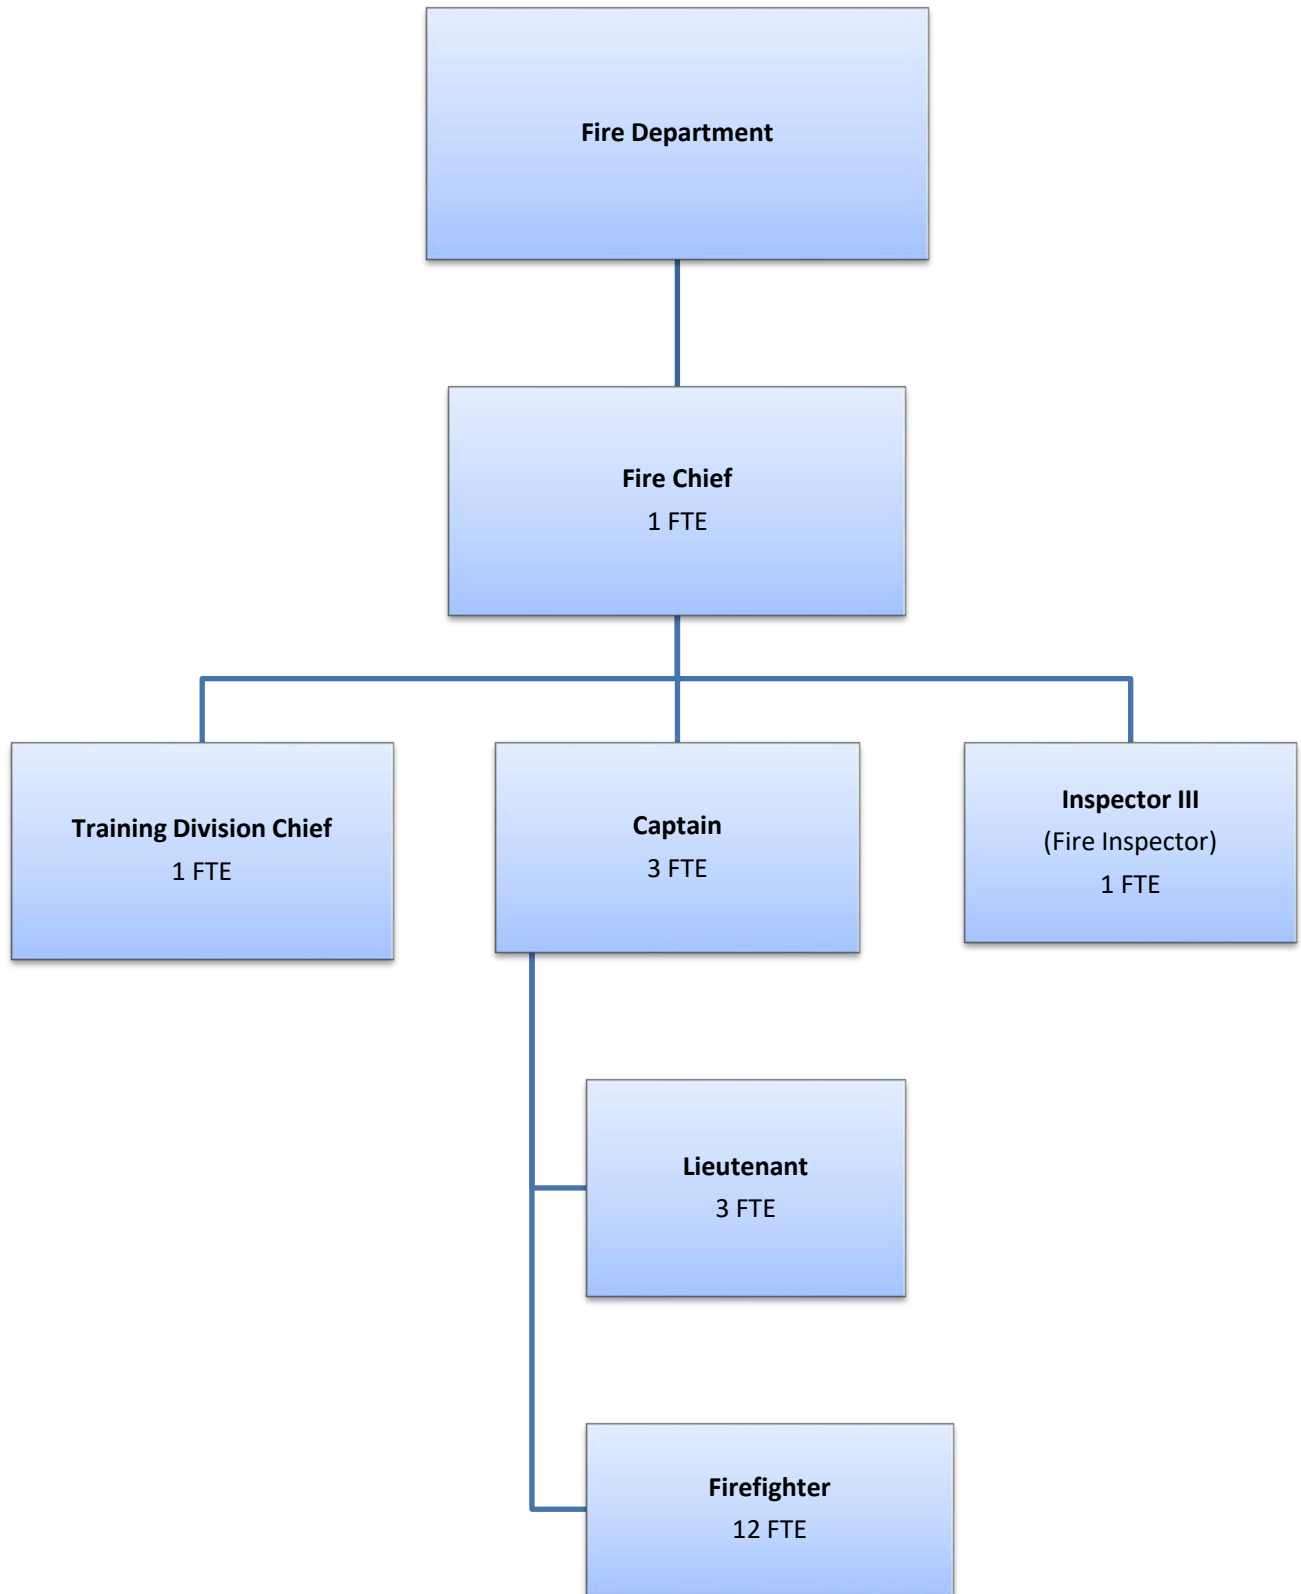 Fire Department
Fire Chief
1 FTE
Training Division Chief
1 FTE
Captain
3 FTE
Inspector III
(Fire Inspector)
1 FTE
Lieutenant
3 FTE
Firefighter
12 FTE